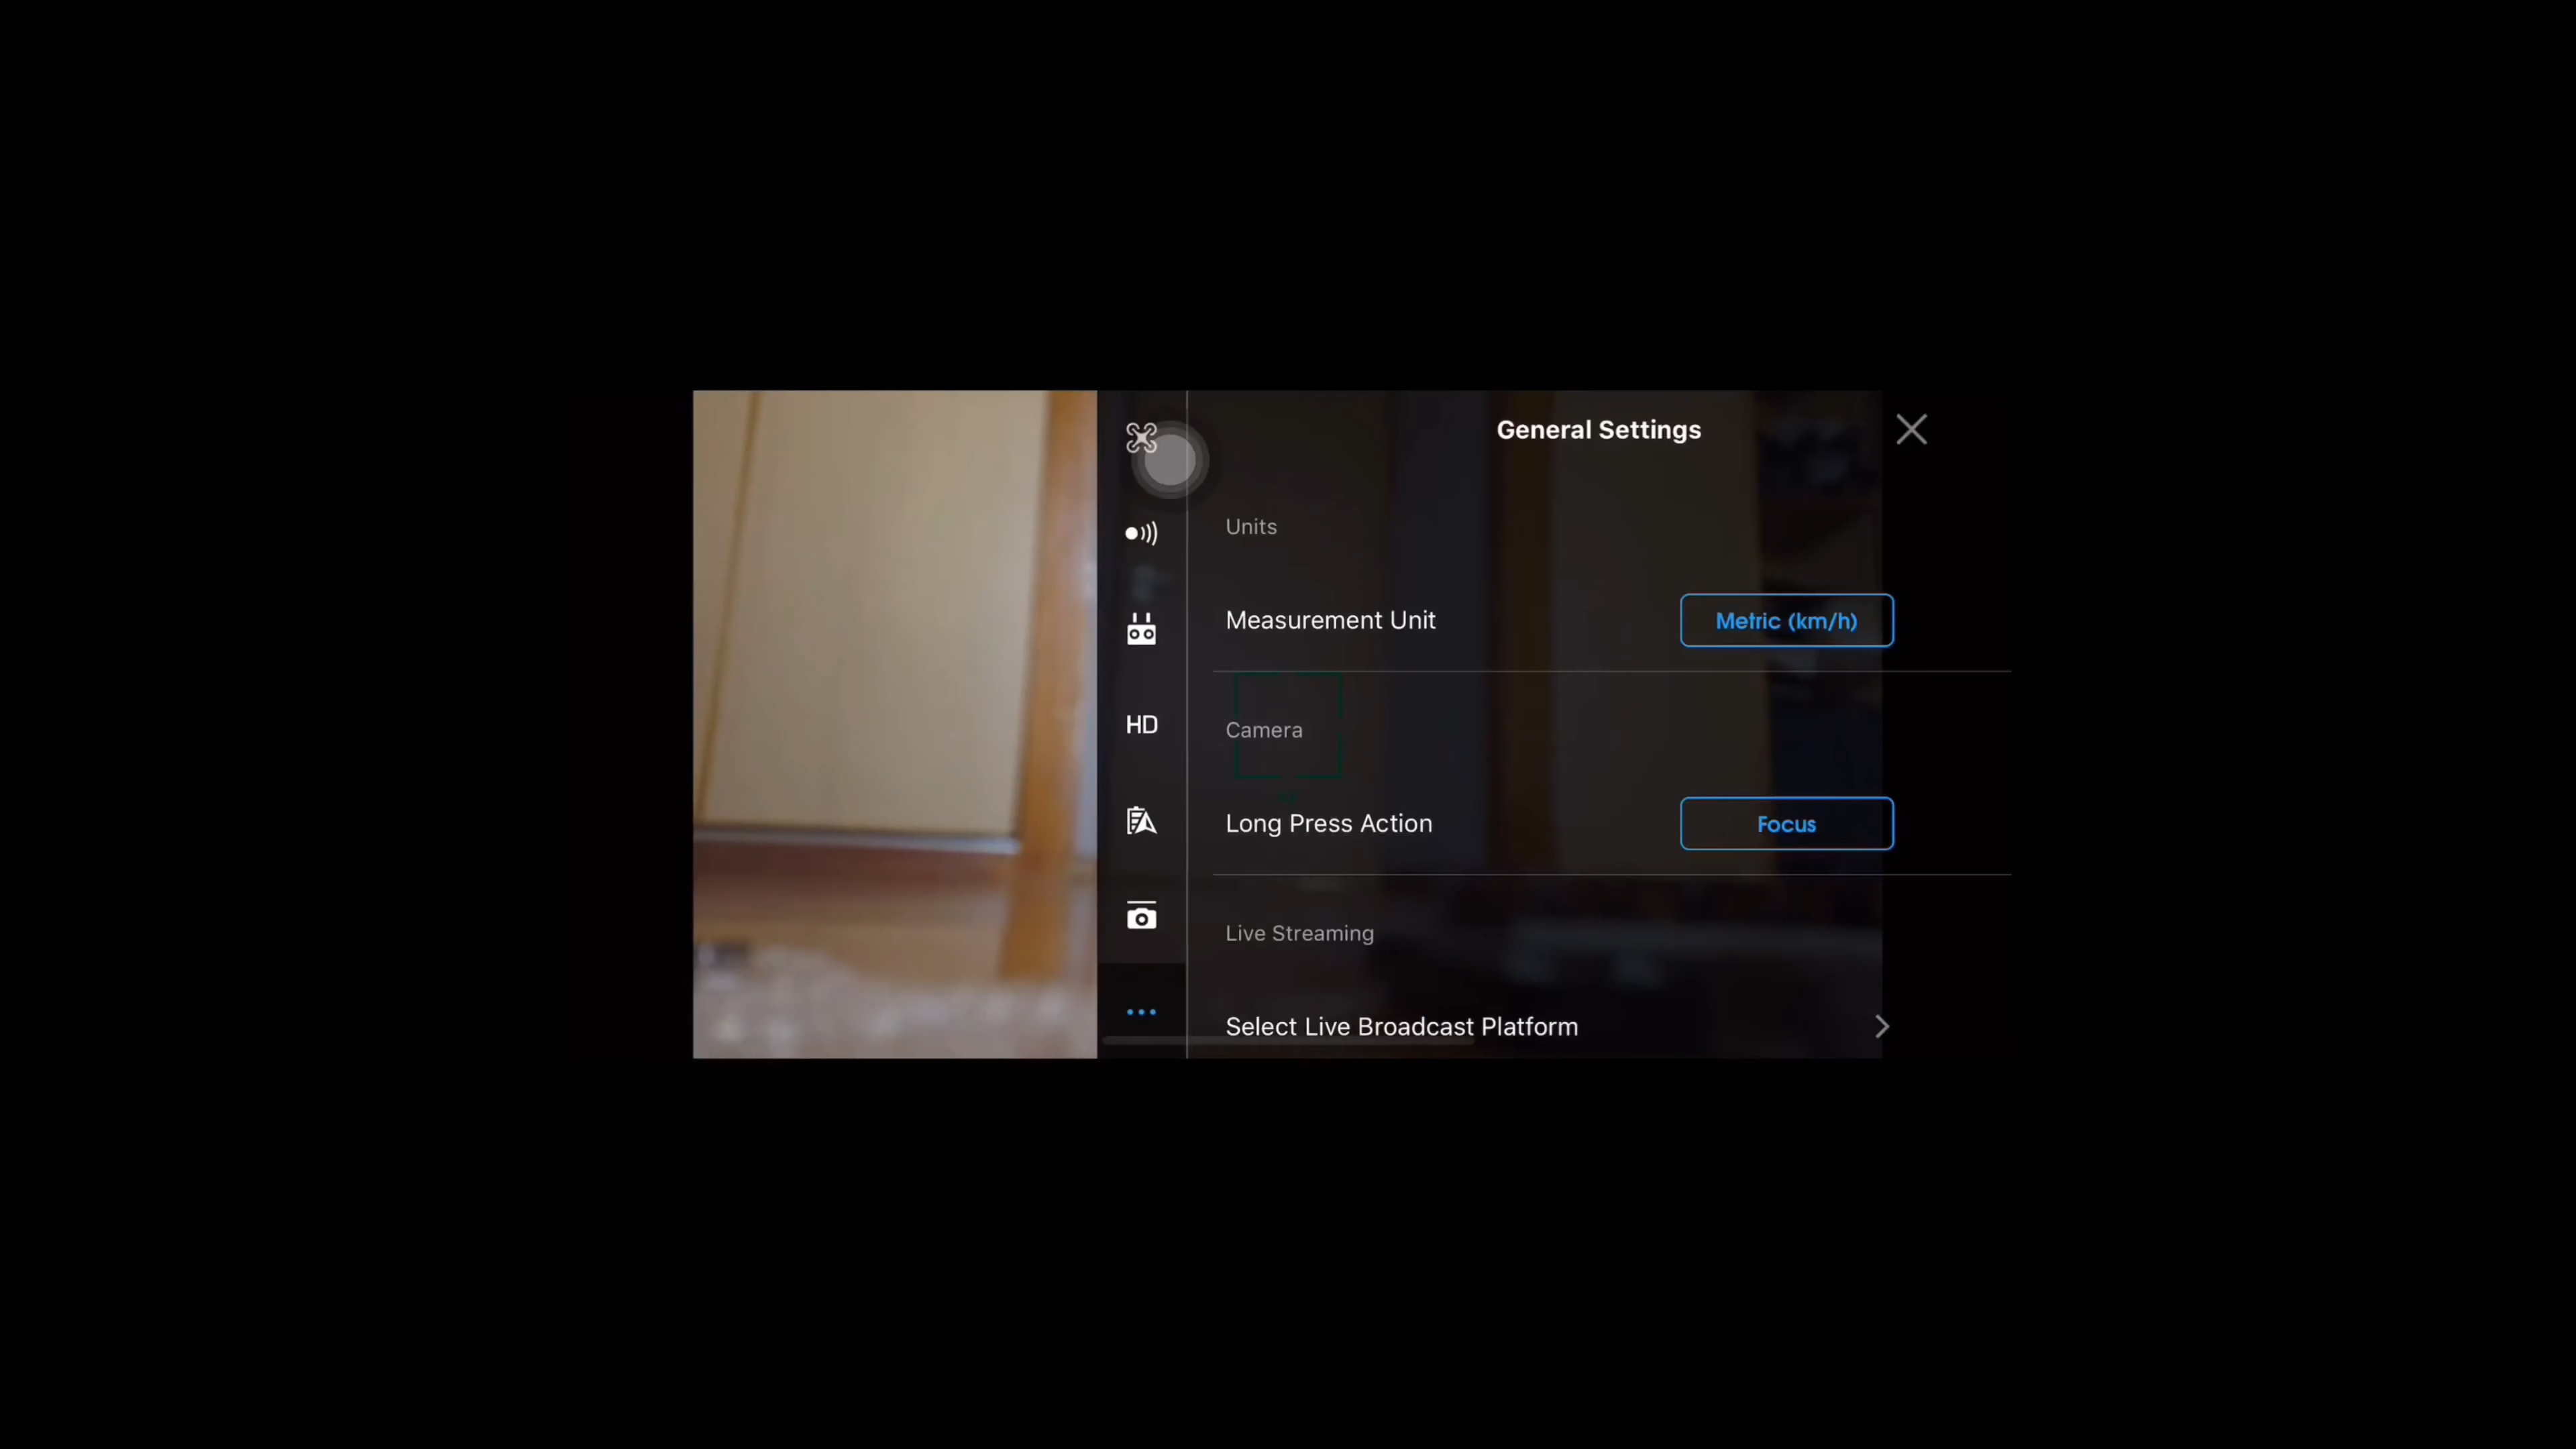 General Settings
Units
Measurement Unit
Metric (km/h)
HD
Camera
Long Press Action
Focus
Live Streaming
Select Live Broadcast Platform